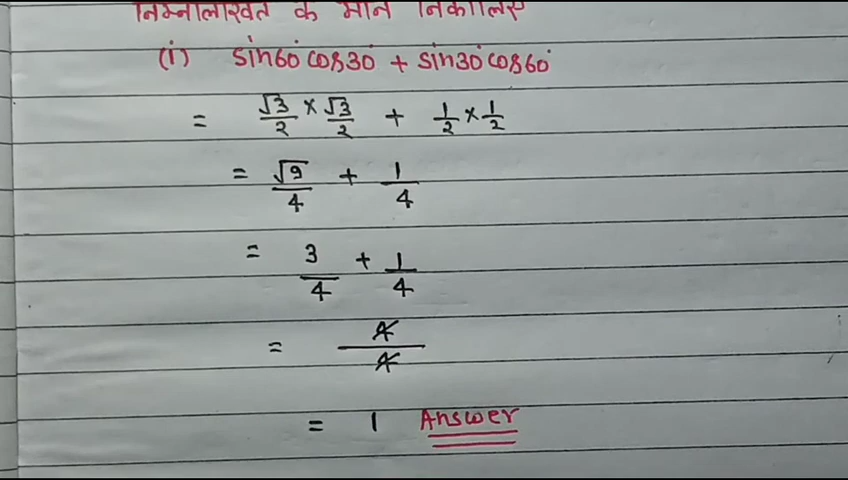 निम्नलिखित के मान निकालिए
(i) sin60° cos30° + sin30° cos60°
= √3/2 × √3/2 + 1/2 × 1/2
= √9/4 + 1/4
= 3/4 + 1/4
= 4/4
= 1 Answer